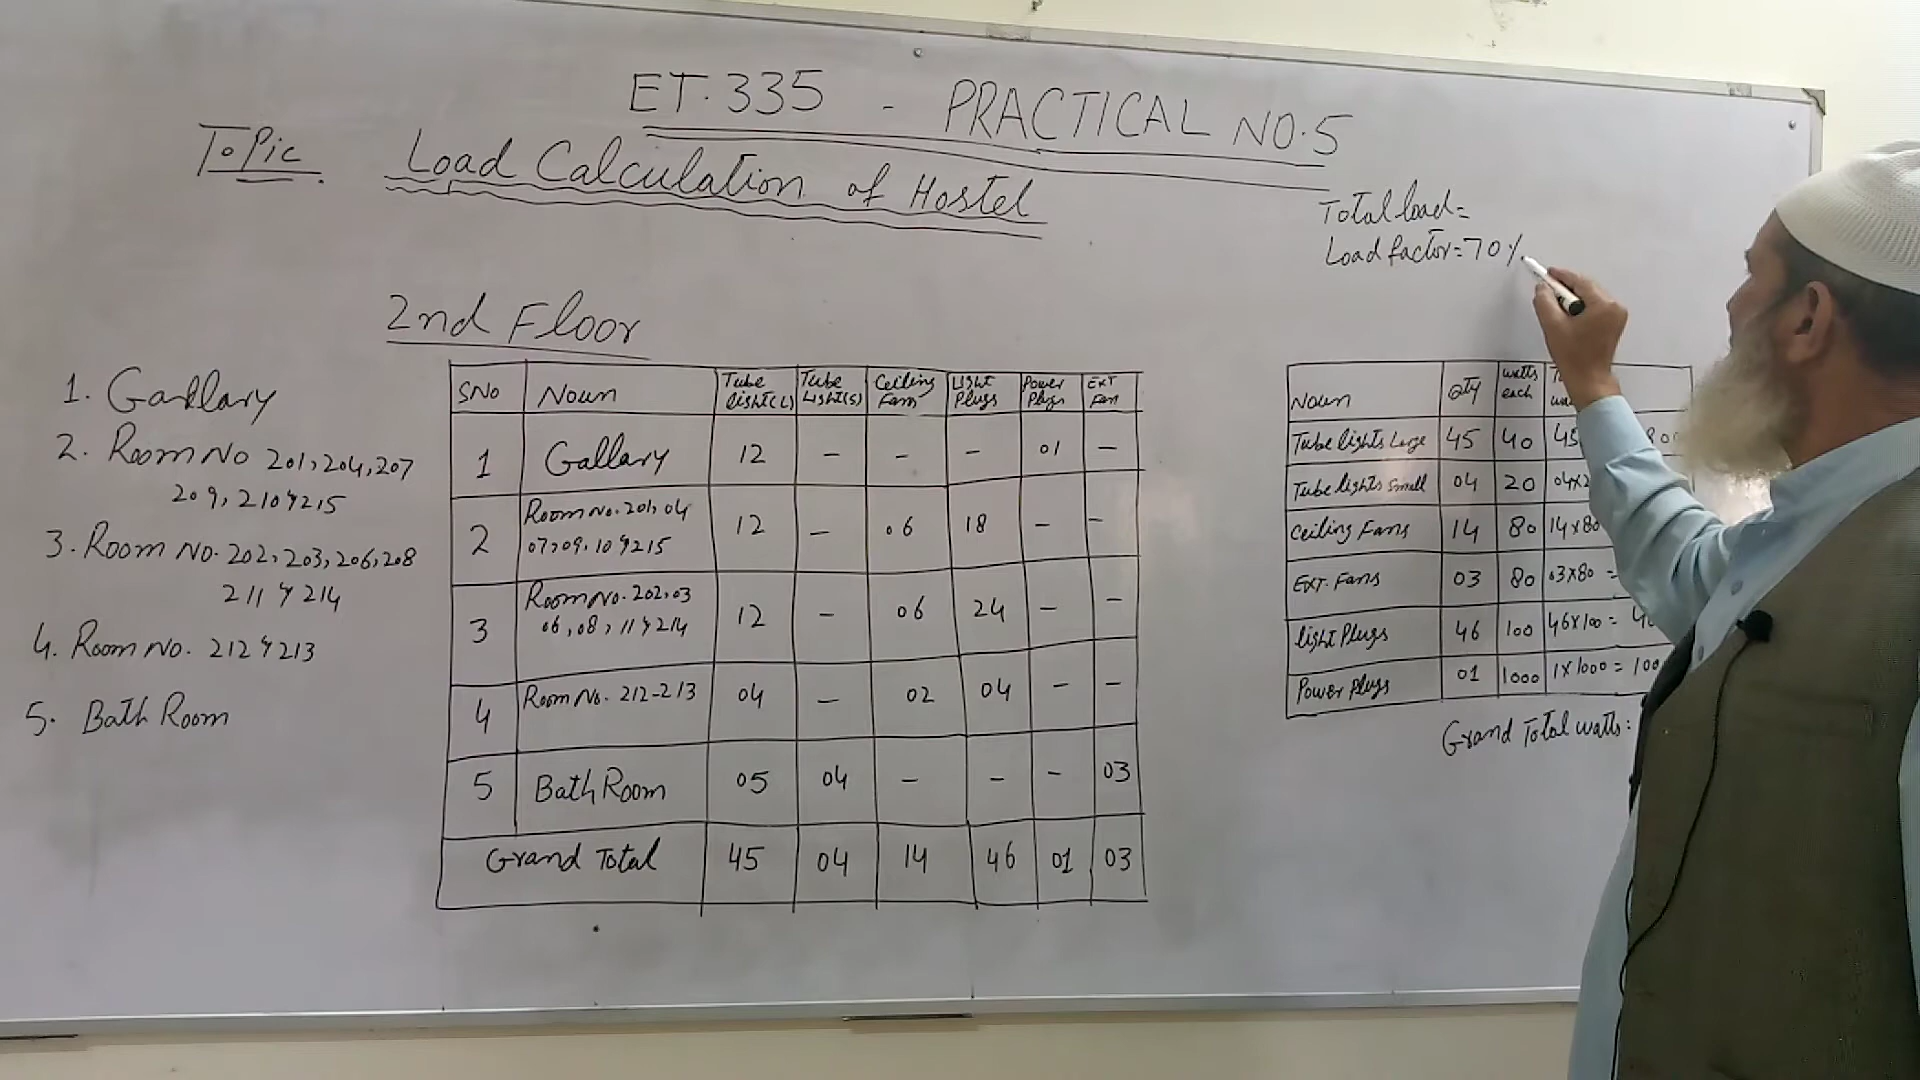 ET.335 - PRACTICAL NO.5
Topic Load Calculation of Hostel
Total load=
Load factor=70%
2nd Floor
1. Gallary
2. Room No 201,204,207
209,210 & 215
3. Room No. 202,203,206,208
211 & 214
4. Room No. 212 & 213
5. Bath Room
SNo Noun Tube light(L) Tube light(S) Ceiling Fan Light Plugs Power Plugs Ext Fan
1 Gallary 12 - - - 01 -
2 Room No. 201,04 07,09,10 & 215 12 - 06 18 - -
3 Room No. 202,03 06,08,11 & 214 12 - 06 24 - -
4 Room No. 212-213 04 - 02 04 - -
5 Bath Room 05 04 - - - 03
Grand Total 45 04 14 46 01 03
Noun Qty watts each
Tube lights Large 45 40 45
Tube lights Small 04 20 04x2
Ceiling Fans 14 80 14x80
Ext. Fans 03 80 03x80 =
light Plugs 46 100 46x100 =
Power Plugs 01 1000 1x1000 = 100
Grand Total watts: